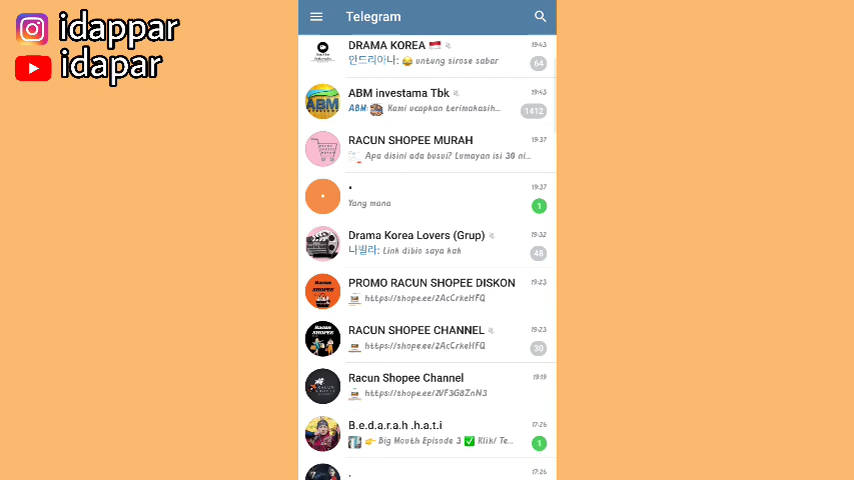 idappar
idapar
Telegram
DRAMA KOREA 19:43
안드리아나: 😂 untung sirose sabar 64
ABM investama Tbk 19:43
ABM: Kami ucapkan terimakasih... 1412
RACUN SHOPEE MURAH 19:37
Apa disini ada busui? Lumayan isi 30 ni...
. 19:37
Yang mana 1
Drama Korea Lovers (Grup) 19:32
나빌라: Link dibio saya kak 48
PROMO RACUN SHOPEE DISKON 19:23
https://shope.ee/2AcCrkeHFQ
RACUN SHOPEE CHANNEL 19:23
https://shope.ee/2AcCrkeHFQ 30
Racun Shopee Channel 19:19
https://shope.ee/2VF3G8ZnN3
B.e.d.a.r.a.h .h.a.t.i 17:26
👉 Big Mouth Episode 3 ✅ Klik/ Te... 1
. 17:26